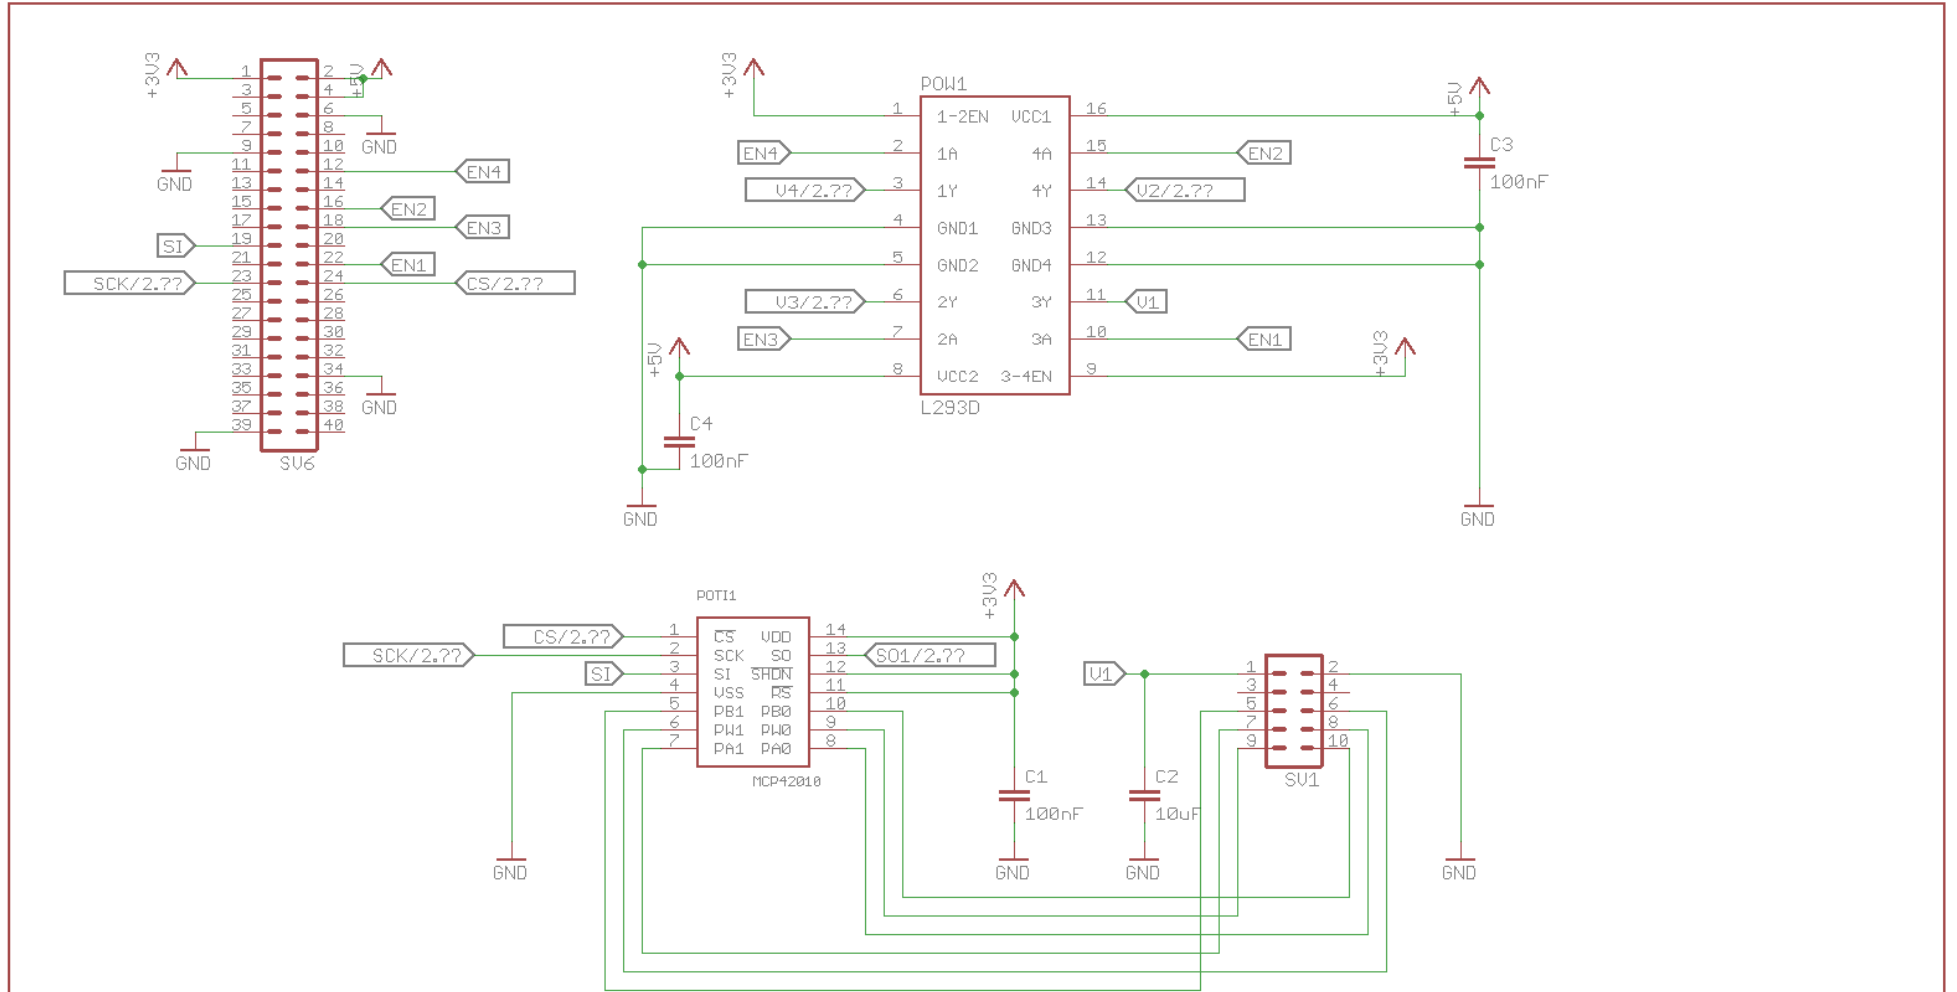 +3V3
1 2
+5V
3 4
5 6
7 8
GND
9 10
GND
11 12 EN4
13 14
15 16 EN2
17 18 EN3
SI 19 20
21 22 EN1
SCK/2.?? 23 24 CS/2.??
25 26
27 28
29 30
31 32
33 34
35 36
GND
37 38
39 40
GND
SV6
+3V3
POW1
+5V
1 1-2EN VCC1 16
EN4 2 1A 4A 15 EN2
V4/2.?? 3 1Y 4Y 14 V2/2.??
4 GND1 GND3 13
5 GND2 GND4 12
V3/2.?? 6 2Y 3Y 11 V1
EN3 7 2A 3A 10 EN1
8 VCC2 3-4EN 9
L293D
C3
100nF
+5V
+3V3
C4
100nF
GND
GND
POTI1
+3V3
CS/2.?? 1 CS VDD 14
SCK/2.?? 2 SCK SO 13 SO1/2.??
SI 3 SI SHDN 12
4 VSS RS 11
5 PB1 PB0 10
6 PW1 PW0 9
7 PA1 PA0 8
MCP42010
V1 1 2
3 4
5 6
7 8
9 10
SV1
C1
100nF
C2
10uF
GND
GND
GND
GND